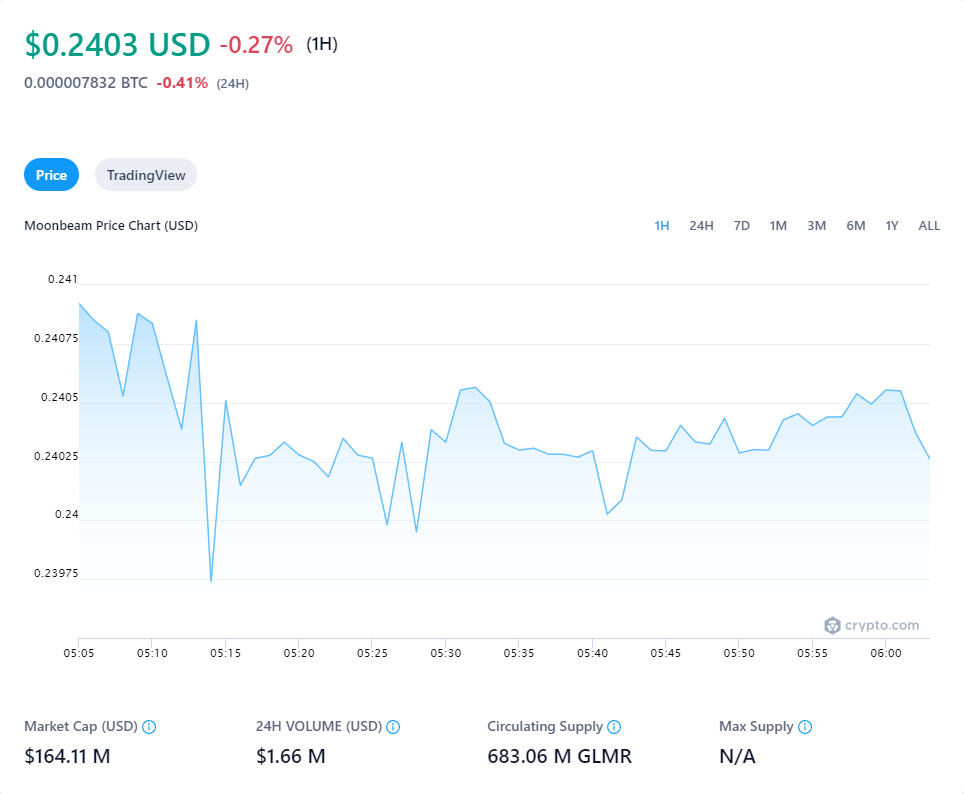 $0.2403 USD -0.27% (1H)
0.000007832 BTC -0.41% (24H)
Price TradingView
Moonbeam Price Chart (USD) 1H 24H 7D 1M 3M 6M 1Y ALL
0.241
0.24075
0.2405
0.24025
0.24
0.23975
crypto.com
05:05 05:10 05:15 05:20 05:25 05:30 05:35 05:40 05:45 05:50 05:55 06:00
Market Cap (USD) 24H VOLUME (USD) Circulating Supply Max Supply
$164.11 M $1.66 M 683.06 M GLMR N/A